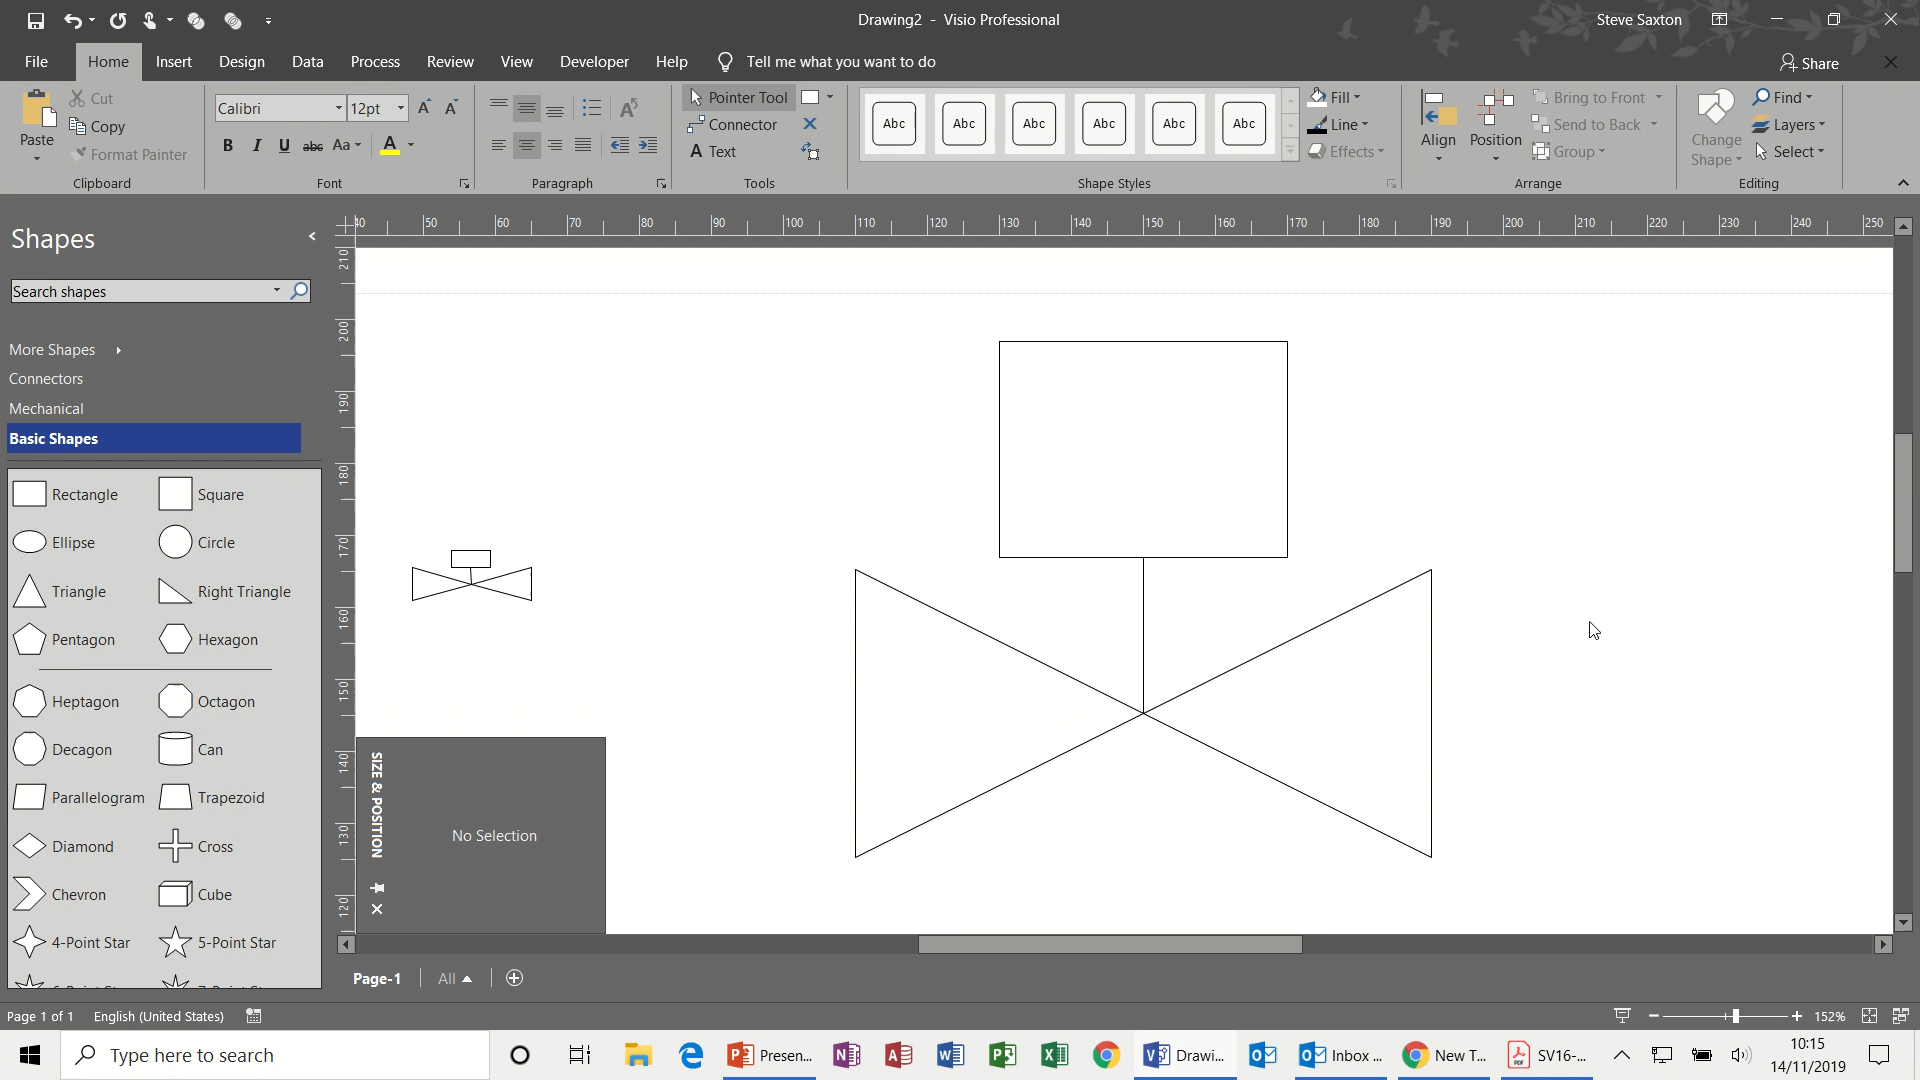 Drawing2 - Visio Professional
Steve Saxton
File Home Insert Design Data Process Review View Developer Help Tell me what you want to do
Share
Paste
Cut
Copy
Format Painter
Clipboard
Calibri 12pt
B I U abc Aa A
Font
Paragraph
Pointer Tool
Connector
A Text
Tools
Abc Abc Abc Abc Abc Abc
Shape Styles
Fill
Line
Effects
Align
Position
Bring to Front
Send to Back
Group
Arrange
Change
Shape
Find
Layers
Select
Editing
Shapes
Search shapes
More Shapes
Connectors
Mechanical
Basic Shapes
Rectangle Square
Ellipse Circle
Triangle Right Triangle
Pentagon Hexagon
Heptagon Octagon
Decagon Can
Parallelogram Trapezoid
Diamond Cross
Chevron Cube
4-Point Star 5-Point Star
40 50 60 70 80 90 100 110 120 130 140 150 160 170 180 190 200 210 220 230 240 250
210
200
190
180
170
160
150
140
130
120
SIZE & POSITION
No Selection
Page-1 All
Page 1 of 1 English (United States)
152%
Type here to search
Presen...
Drawi...
Inbox ...
New T...
SV16-...
10:15
14/11/2019